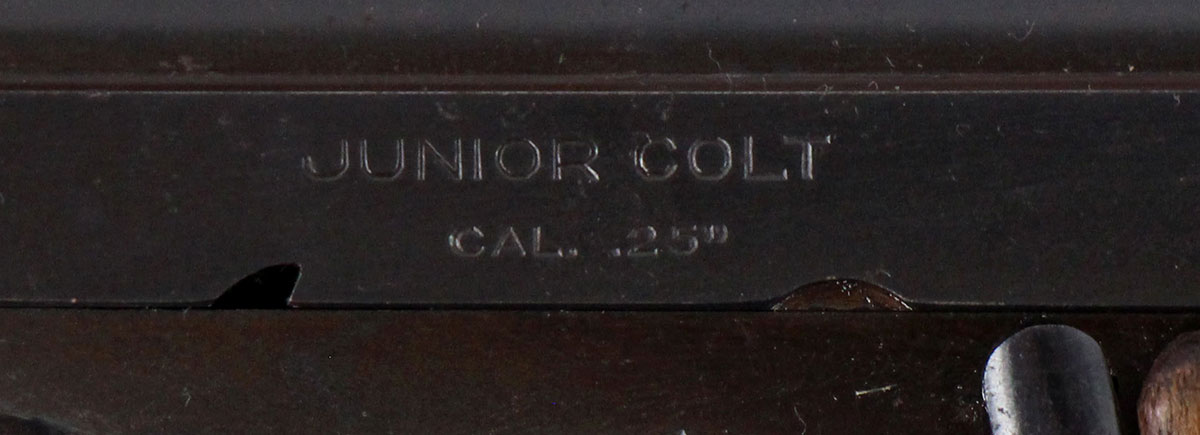 JUNIOR COLT
CAL. .25"